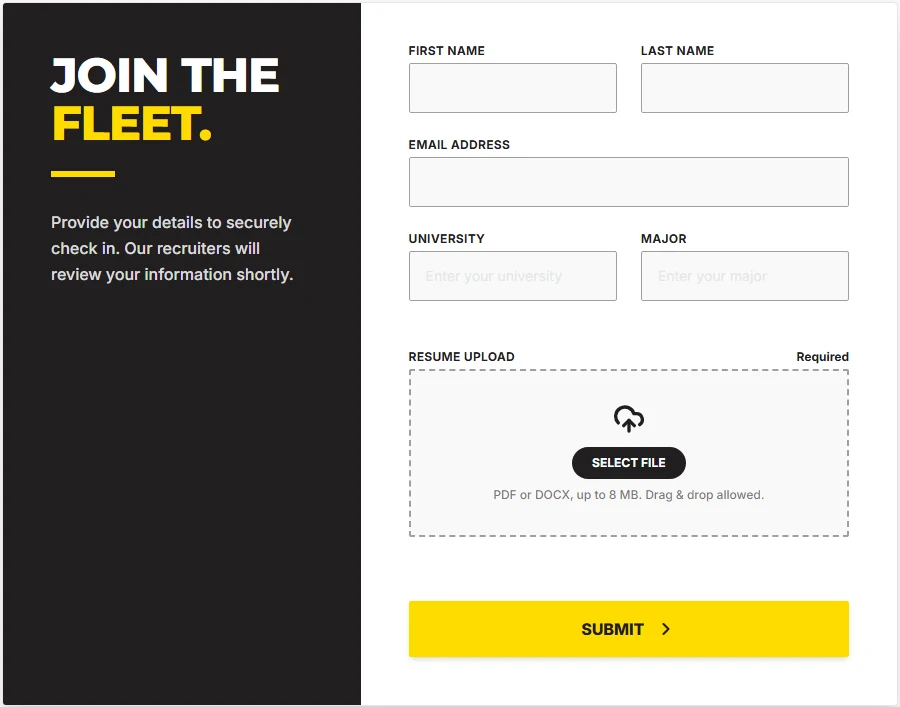 JOIN THE
FLEET.
Provide your details to securely
check in. Our recruiters will
review your information shortly.
FIRST NAME
LAST NAME
EMAIL ADDRESS
UNIVERSITY
MAJOR
Enter your university
Enter your major
RESUME UPLOAD
Required
SELECT FILE
PDF or DOCX, up to 8 MB. Drag & drop allowed.
SUBMIT